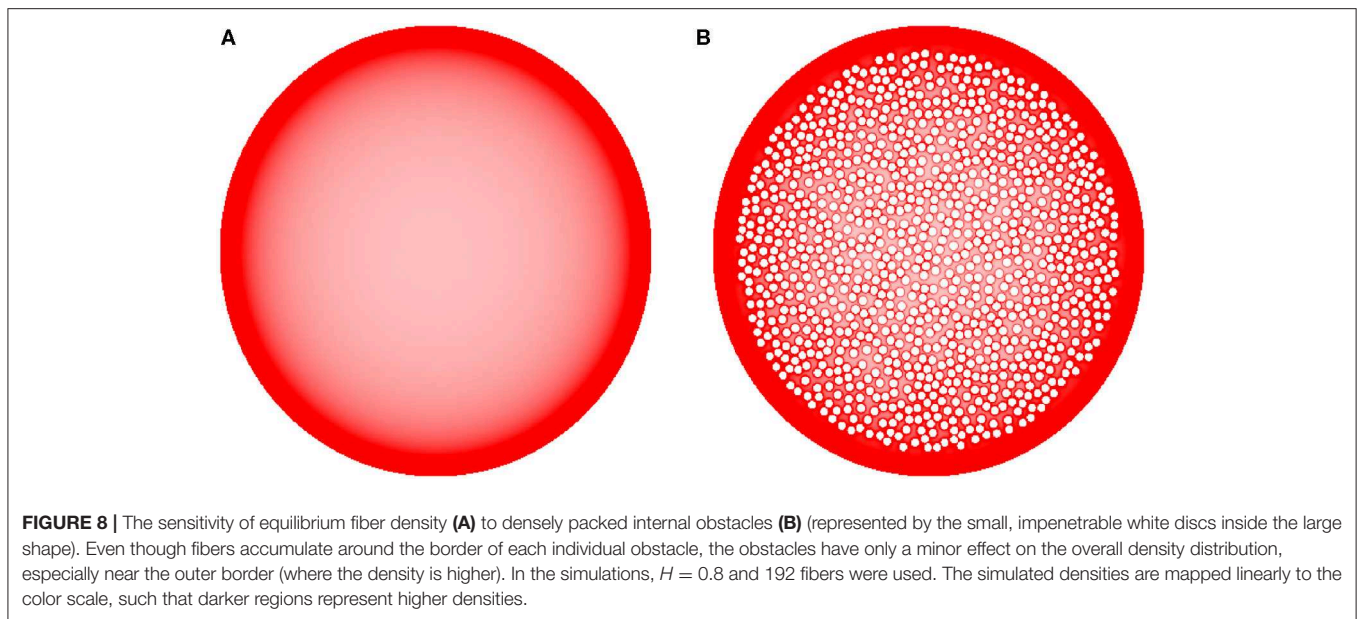 A
B
FIGURE 8 | The sensitivity of equilibrium fiber density (A) to densely packed internal obstacles (B) (represented by the small, impenetrable white discs inside the large
shape). Even though fibers accumulate around the border of each individual obstacle, the obstacles have only a minor effect on the overall density distribution,
especially near the outer border (where the density is higher). In the simulations, H = 0.8 and 192 fibers were used. The simulated densities are mapped linearly to the
color scale, such that darker regions represent higher densities.